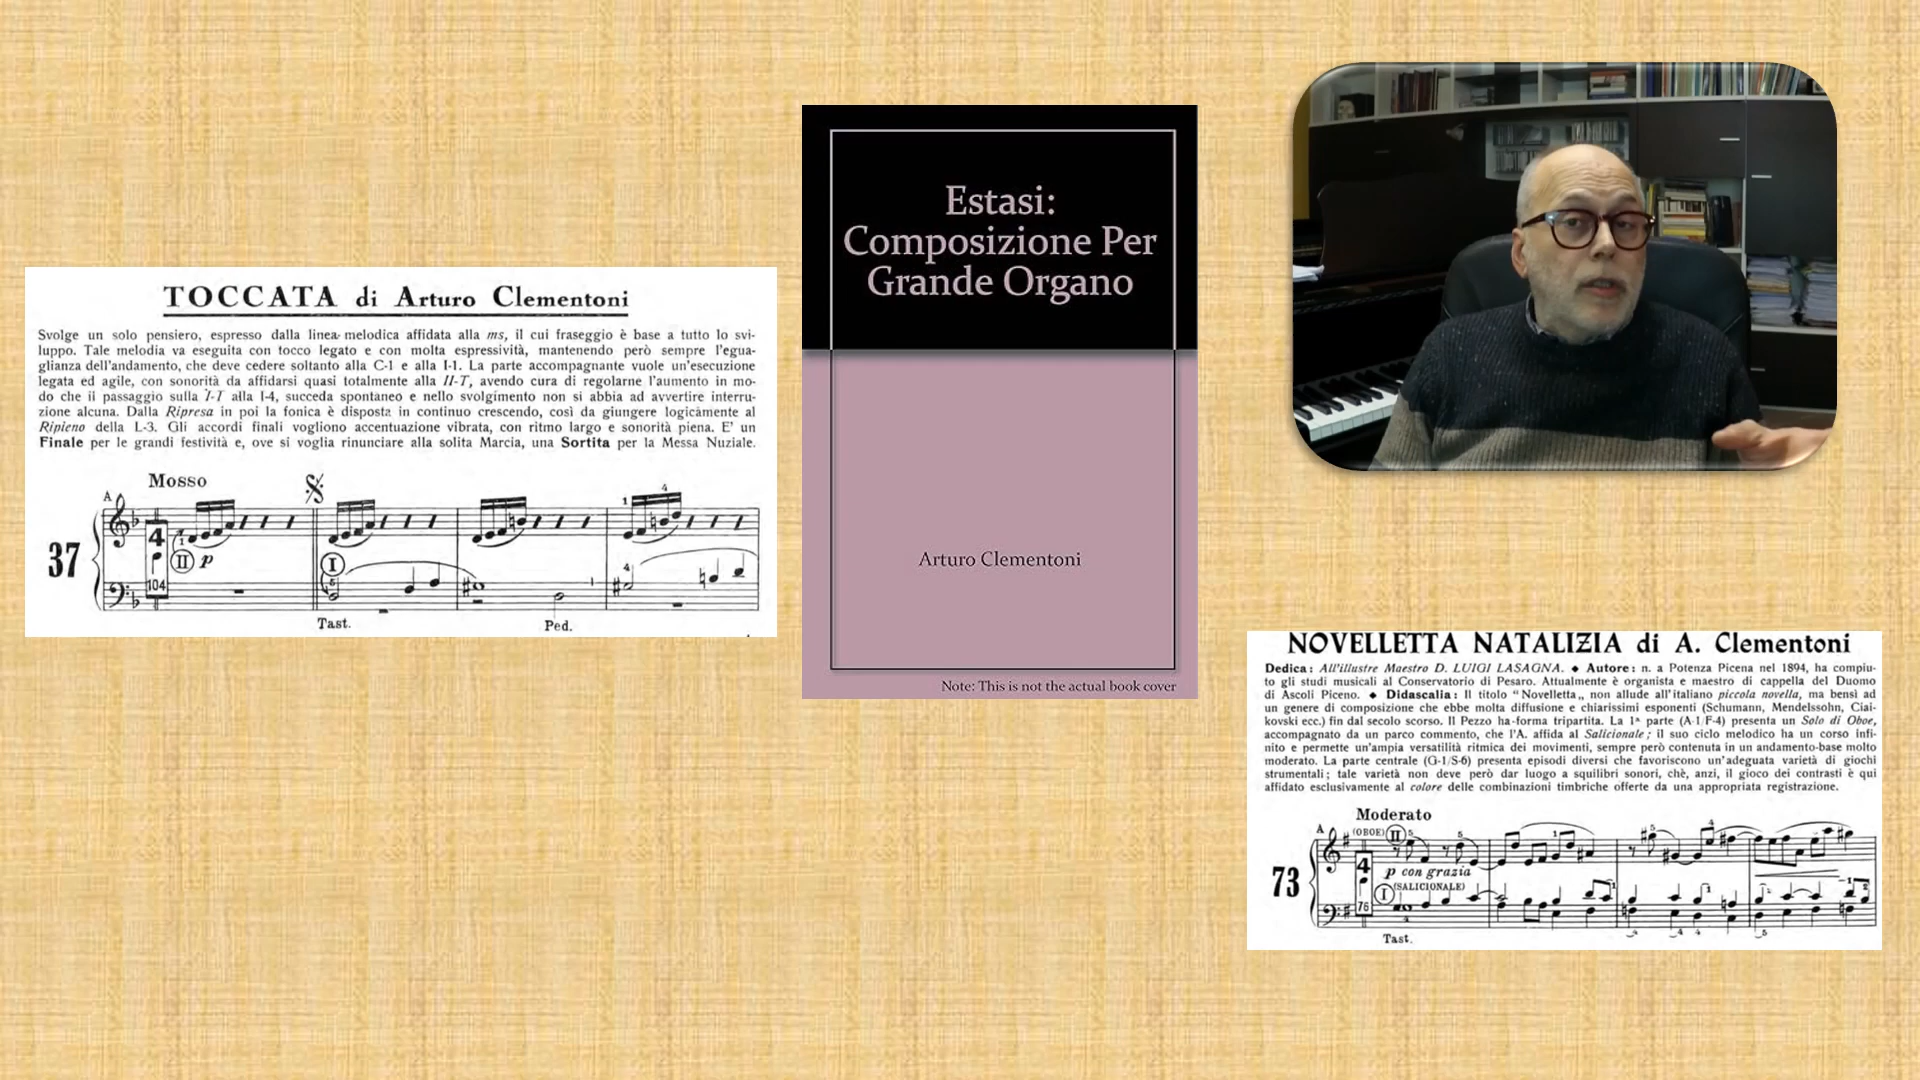 TOCCATA di Arturo Clementoni
Svolge un solo pensiero, espresso dalla linea melodica affidata alla ms, il cui fraseggio è base a tutto lo svi-
luppo. Tale melodia va eseguita con tocco legato e con molta espressività, mantenendo però sempre l'egua-
glianza dell'andamento, che deve cedere soltanto alla C-1 e alla I-1. La parte accompagnante vuole un'esecuzione
legata ed agile, con sonorità da affidarsi quasi totalmente alla II-T, avendo cura di regolarne l'aumento in mo-
do che il passaggio sulla I-T alla I-4, succeda spontaneo e nello svolgimento non si abbia ad avvertire interru-
zione alcuna. Dalla Ripresa in poi la fonica è disposta in continuo crescendo, così da giungere logicamente al
Ripieno della L-3. Gli accordi finali vogliono accentuazione vibrata, con ritmo largo e sonorità piena. E' un
Finale per le grandi festività e, ove si voglia rinunciare alla solita Marcia, una Sortita per la Messa Nuziale.
Mosso
A
37
4
104
II p
I
1 4
5
4
Tast. Ped.
Estasi:
Composizione Per
Grande Organo
Arturo Clementoni
Note: This is not the actual book cover
NOVELLETTA NATALIZIA di A. Clementoni
Dedica: All'illustre Maestro D. LUIGI LASAGNA. ◆ Autore: n. a Potenza Picena nel 1894, ha compiu-
to gli studi musicali al Conservatorio di Pesaro. Attualmente è organista e maestro di cappella del Duomo
di Ascoli Piceno. ◆ Didascalia: Il titolo "Novelletta„ non allude all'italiano piccola novella, ma bensì ad
un genere di composizione che ebbe molta diffusione e chiarissimi esponenti (Schumann, Mendelssohn, Ciai-
kovski ecc.) fin dal secolo scorso. Il Pezzo ha forma tripartita. La 1ª parte (A-1/F-4) presenta un Solo di Oboe,
accompagnato da un parco commento, che l'A. affida al Salicionale; il suo ciclo melodico ha un corso infi-
nito e permette un'ampia versatilità ritmica dei movimenti, sempre però contenuta in un andamento-base molto
moderato. La parte centrale (G-1/S-6) presenta episodi diversi che favoriscono un'adeguata varietà di giochi
strumentali; tale varietà non deve però dar luogo a squilibri sonori, chè, anzi, il gioco dei contrasti è qui
affidato esclusivamente al colore delle combinazioni timbriche offerte da una appropriata registrazione.
Moderato
A
(OBOE) II
73
4
76
p con grazia
I (SALICIONALE)
Tast.